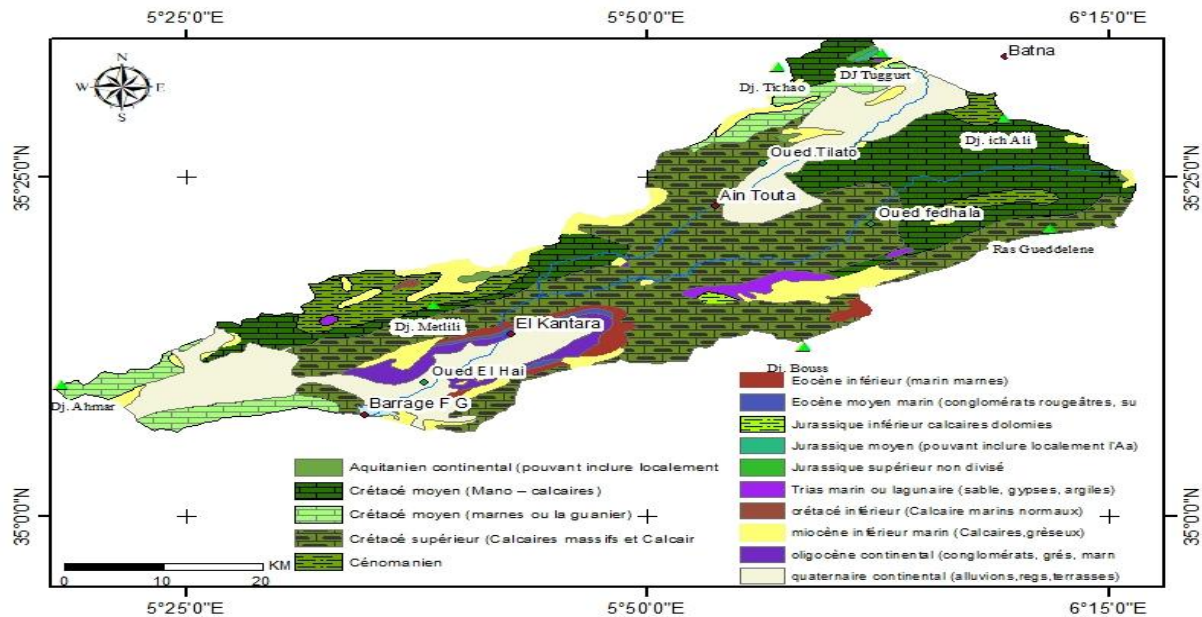 5°25'0"E
5°50'0"E
6°15'0"E
N
W
E
S
Batna
DJ Tuggurt
Dj. Tichao
Dj. ich Ali
35°25'0"N
35°25'0"N
Oued.Tilato
Ain Touta
Oued fedhala
Ras Gueddelene
Dj. Metlili
El Kantara
Dj. Bouss
Oued El Hai
Dj. Ahmar
Barrage F G
Aquitanien continental (pouvant inclure localement
Crétacé moyen (Mano – calcaires)
Crétacé moyen (marnes ou la guanier)
Crétacé supérieur (Calcaires massifs et Calcair
Cénomanien
Eocène inférieur (marin marnes)
Eocène moyen marin (conglomérats rougeâtres, su
Jurassique inférieur calcaires dolomies
Jurassique moyen (pouvant inclure localement l'Aa)
Jurassique supérieur non divisé
Trias marin ou lagunaire (sable, gypses, argiles)
crétacé inférieur (Calcaire marins normaux)
miocène inférieur marin (Calcaires,grèseux)
oligocène continental (conglomérats, grés, marn
quaternaire continental (alluvions,regs,terrasses)
35°0'0"N
35°0'0"N
KM
0
10
20
5°25'0"E
5°50'0"E
6°15'0"E